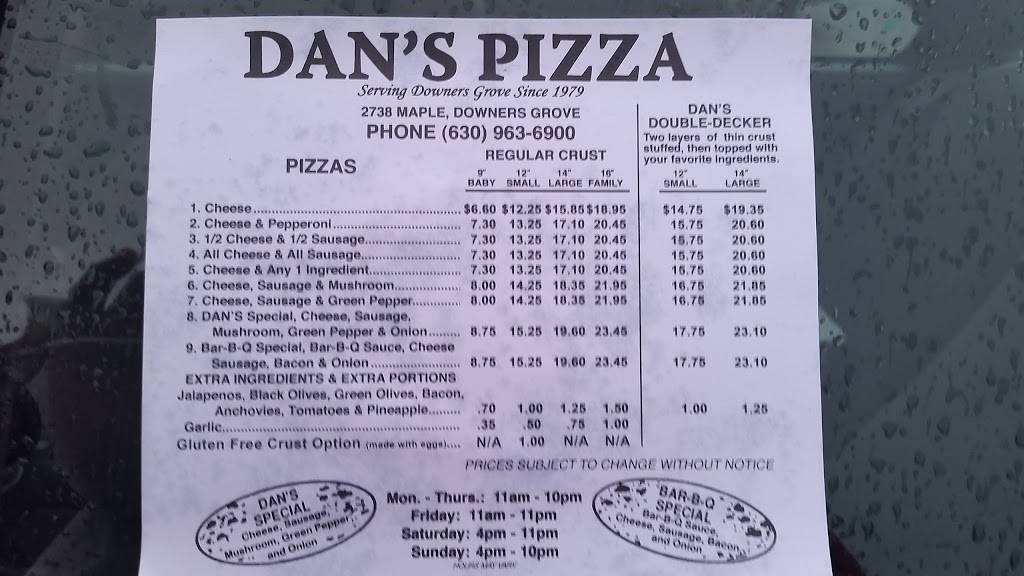 DAN'S PIZZA
Serving Downers Grove Since 1979
2738 MAPLE, DOWNERS GROVE
PHONE (630) 963-6900
DAN'S
DOUBLE-DECKER
Two layers of thin crust
stuffed, then topped with
your favorite ingredients.
PIZZAS
REGULAR CRUST
9" 12" 14" 16" 12" 14"
BABY SMALL LARGE FAMILY SMALL LARGE
1. Cheese........ $6.60 $12.25 $15.85 $18.95 $14.75 $19.35
2. Cheese & Pepperoni........ 7.30 13.25 17.10 20.45 15.75 20.60
3. 1/2 Cheese & 1/2 Sausage........ 7.30 13.25 17.10 20.45 15.75 20.60
4. All Cheese & All Sausage........ 7.30 13.25 17.10 20.45 15.75 20.60
5. Cheese & Any 1 Ingredient........ 7.30 13.25 17.10 20.45 15.75 20.60
6. Cheese, Sausage & Mushroom........ 8.00 14.25 18.35 21.95 16.75 21.85
7. Cheese, Sausage & Green Pepper........ 8.00 14.25 18.35 21.95 16.75 21.85
8. DAN'S Special, Cheese, Sausage,
Mushroom, Green Pepper & Onion........ 8.75 15.25 19.60 23.45 17.75 23.10
9. Bar-B-Q Special, Bar-B-Q Sauce, Cheese
Sausage, Bacon & Onion........ 8.75 15.25 19.60 23.45 17.75 23.10
EXTRA INGREDIENTS & EXTRA PORTIONS
Jalapenos, Black Olives, Green Olives, Bacon,
Anchovies, Tomatoes & Pineapple........ .70 1.00 1.25 1.50 1.00 1.25
Garlic........ .35 .50 .75 1.00
Gluten Free Crust Option (made with eggs).... N/A 1.00 N/A N/A
PRICES SUBJECT TO CHANGE WITHOUT NOTICE
DAN'S
SPECIAL
Cheese, Sausage,
Mushroom, Green Pepper
and Onion
Mon. - Thurs.: 11am - 10pm
Friday: 11am - 11pm
Saturday: 4pm - 11pm
Sunday: 4pm - 10pm
HOURS MAY VARY
BAR-B-Q
SPECIAL
Bar-B-Q Sauce,
Cheese, Sausage, Bacon,
and Onion